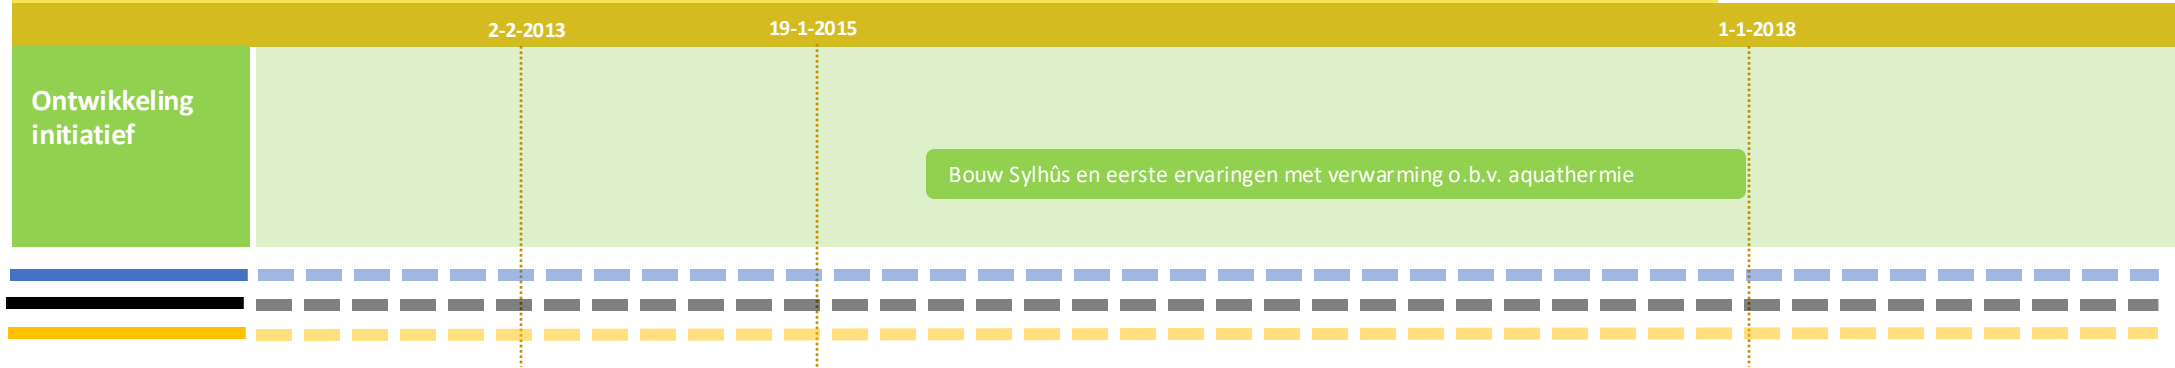 2-2-2013
19-1-2015
1-1-2018
Ontwikkeling
initiatief
Bouw Sylhûs en eerste ervaringen met verwarming o.b.v. aquathermie